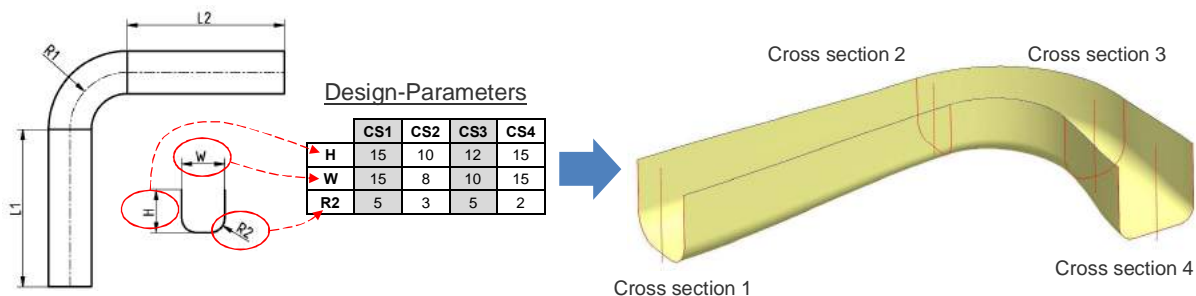 L2
R1
L1
W
H
R2
Design-Parameters
CS1 CS2 CS3 CS4
H 15 10 12 15
W 15 8 10 15
R2 5 3 5 2
Cross section 2
Cross section 3
Cross section 1
Cross section 4